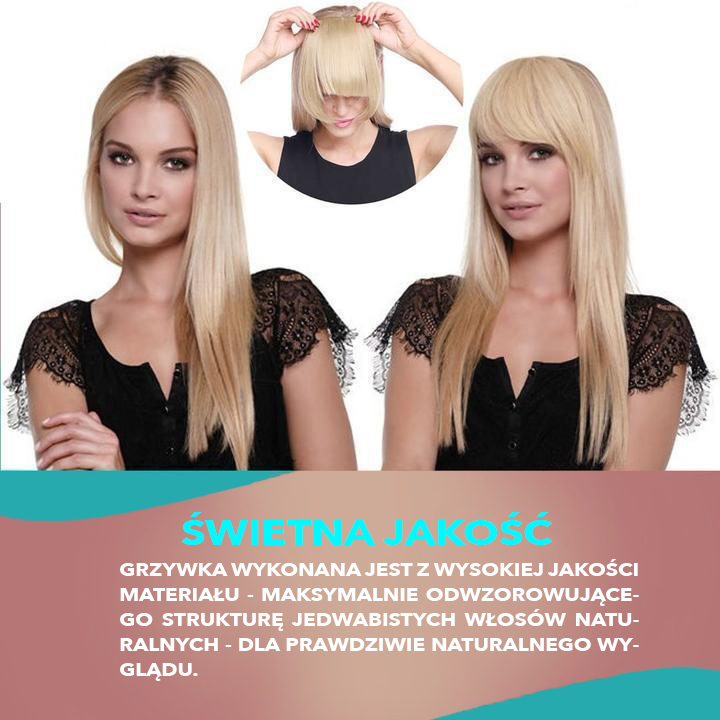 ŚWIETNA JAKOŚĆ
GRZYWKA WYKONANA JEST Z WYSOKIEJ JAKOŚCI
MATERIAŁU - MAKSYMALNIE ODWZOROWUJĄCE-
GO STRUKTURĘ JEDWABISTYCH WŁOSÓW NATU-
RALNYCH - DLA PRAWDZIWIE NATURALNEGO WY-
GLĄDU.